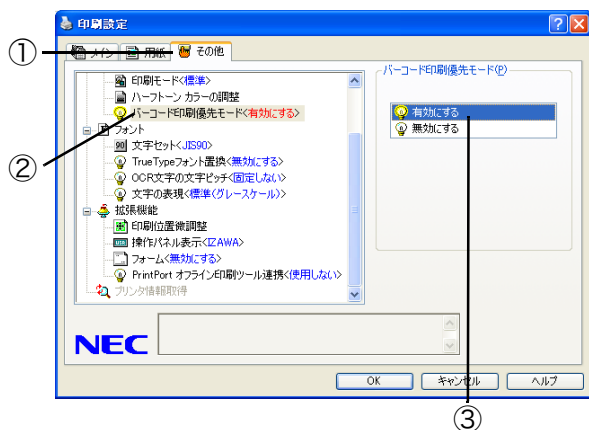 印刷設定
①
メイン 用紙 その他
印刷モード<標準>
ハーフトーン カラーの調整
バーコード印刷優先モード<有効にする>
②
フォント
文字セット<JIS90>
TrueTypeフォント置換<無効にする>
OCR文字の文字ピッチ<固定しない>
文字の表現<標準(グレースケール)>
拡張機能
印刷位置微調整
操作パネル表示<IZAWA>
フォーム<無効にする>
PrintPort オフライン印刷ツール連携<使用しない>
プリンタ情報取得
バーコード印刷優先モード(P)
有効にする
無効にする
NEC
OK キャンセル ヘルプ
③